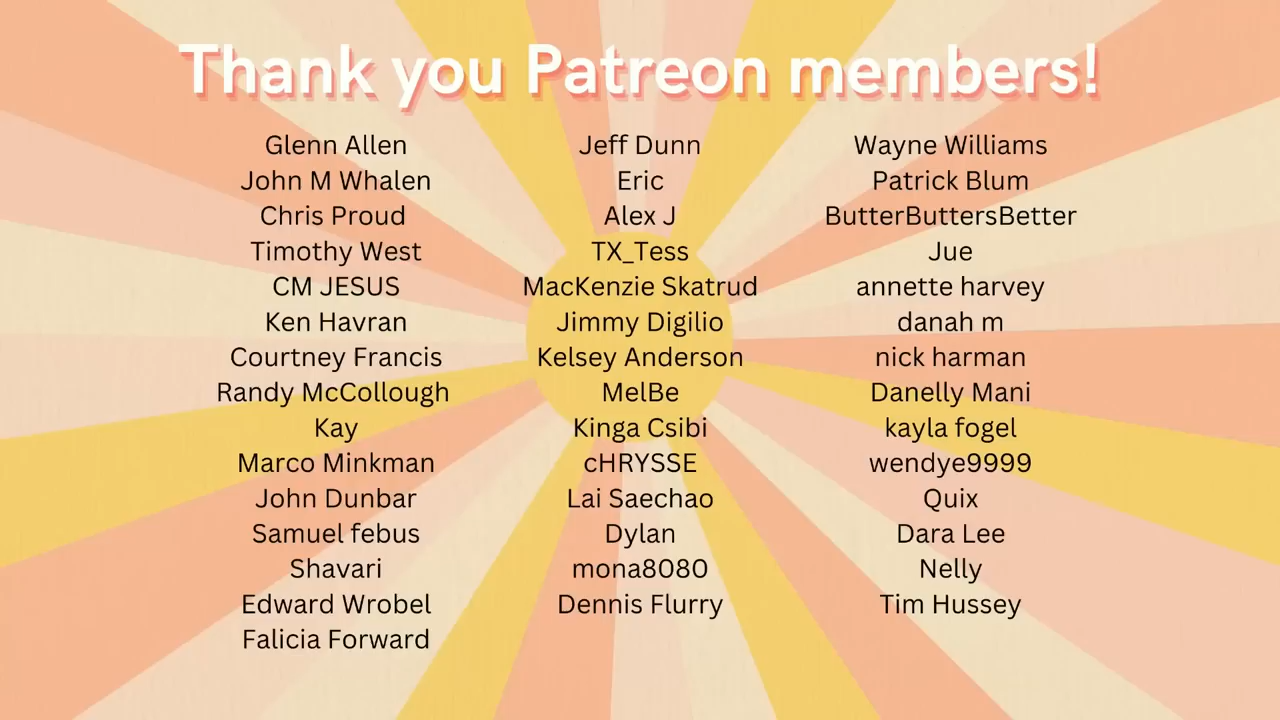 Thank you Patreon members!
Glenn Allen
John M Whalen
Chris Proud
Timothy West
CM JESUS
Ken Havran
Courtney Francis
Randy McCollough
Kay
Marco Minkman
John Dunbar
Samuel febus
Shavari
Edward Wrobel
Falicia Forward
Jeff Dunn
Eric
Alex J
TX_Tess
MacKenzie Skatrud
Jimmy Digilio
Kelsey Anderson
MelBe
Kinga Csibi
cHRYSSE
Lai Saechao
Dylan
mona8080
Dennis Flurry
Wayne Williams
Patrick Blum
ButterButtersBetter
Jue
annette harvey
danah m
nick harman
Danelly Mani
kayla fogel
wendye9999
Quix
Dara Lee
Nelly
Tim Hussey